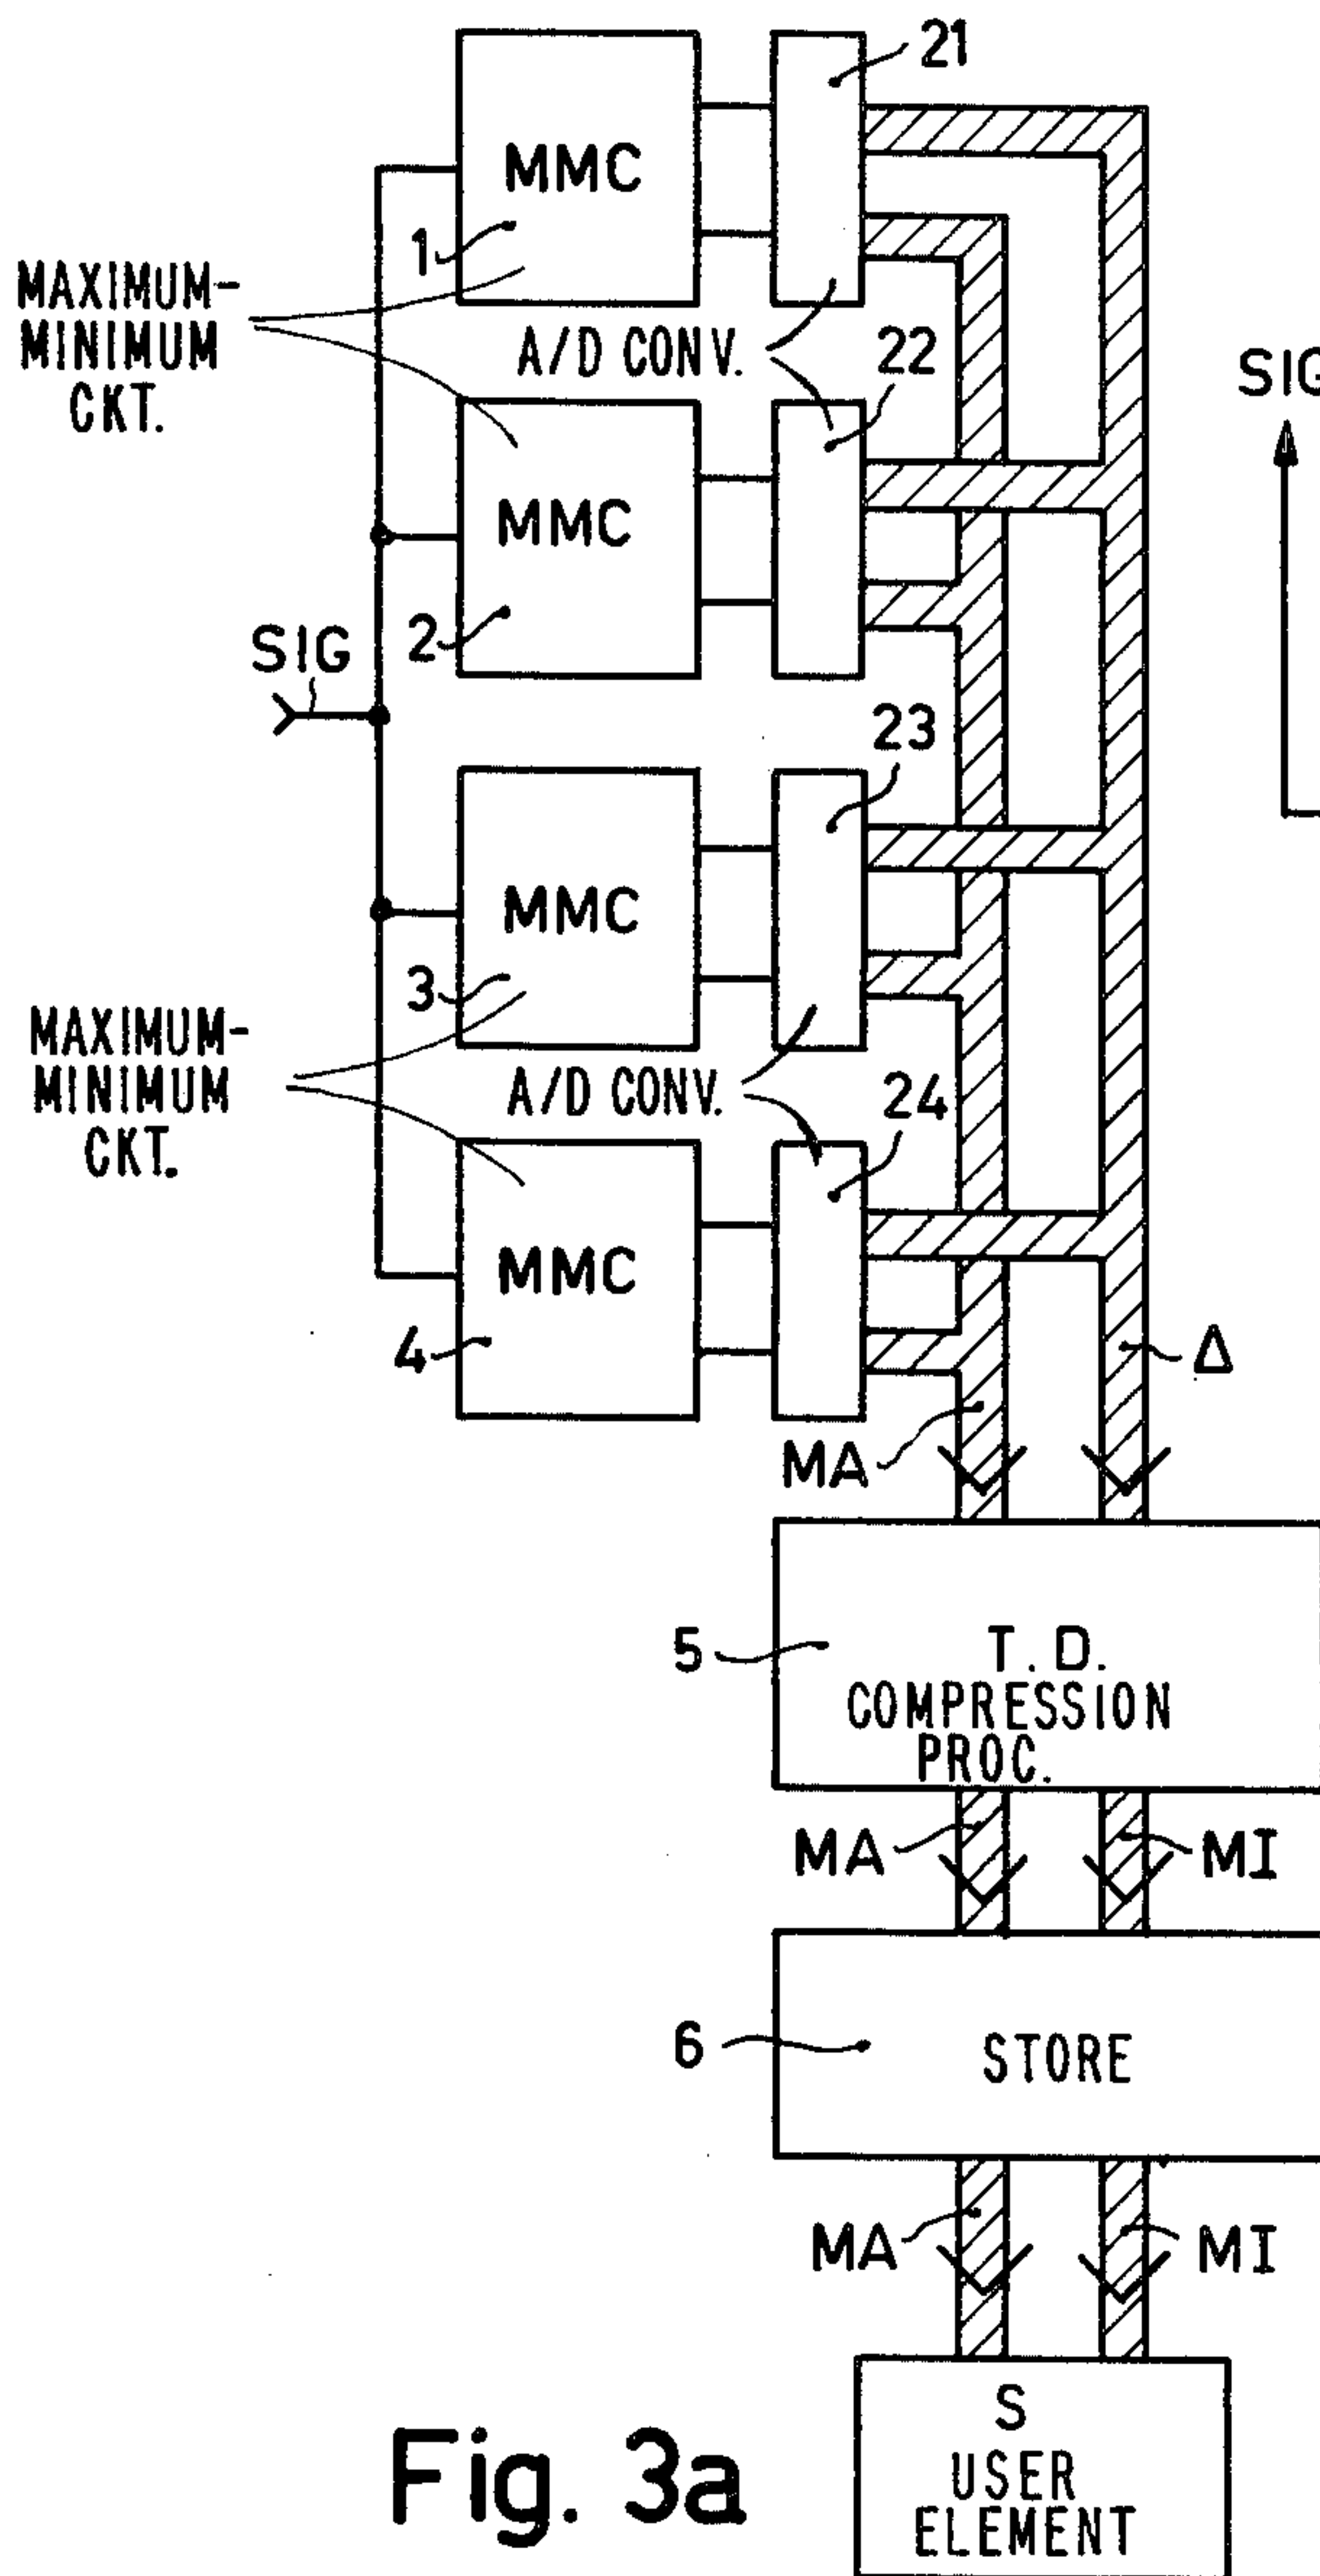 21
MMC
1
MAXIMUM-
MINIMUM
CKT.
A/D CONV.
22
SIG
MMC
2
SIG
23
MMC
3
MAXIMUM-
MINIMUM
CKT.
A/D CONV.
24
MMC
4
Δ
MA
5
T.D.
COMPRESSION
PROC.
MA
MI
6
STORE
MA
MI
S
USER
ELEMENT
Fig. 3a